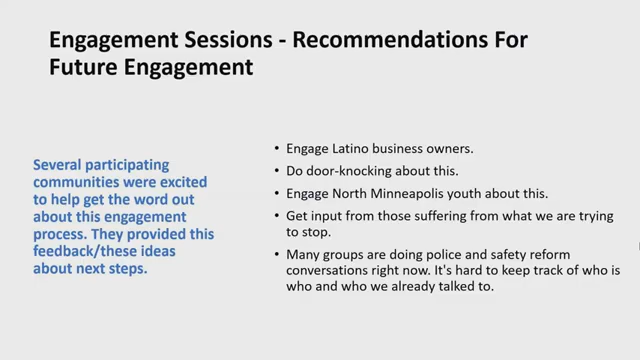 Engagement Sessions - Recommendations For
Future Engagement
Several participating
communities were excited
to help get the word out
about this engagement
process. They provided this
feedback/these ideas
about next steps.
• Engage Latino business owners.
• Do door-knocking about this.
• Engage North Minneapolis youth about this.
• Get input from those suffering from what we are trying
to stop.
• Many groups are doing police and safety reform
conversations right now. It's hard to keep track of who is
who and who we already talked to.